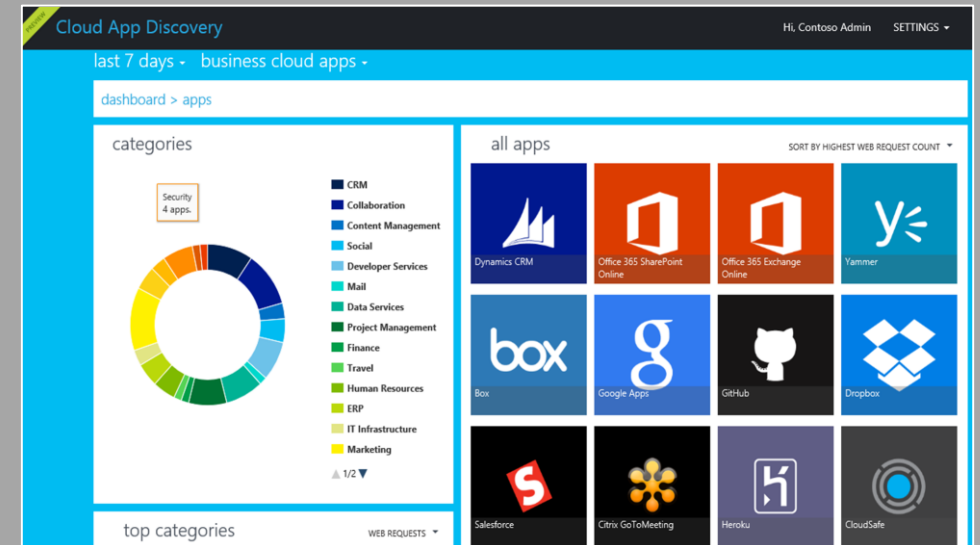 PREVIEW
Cloud App Discovery
Hi, Contoso Admin SETTINGS
last 7 days business cloud apps
dashboard > apps
categories
Security
4 apps.
CRM
Collaboration
Content Management
Social
Developer Services
Mail
Data Services
Project Management
Finance
Travel
Human Resources
ERP
IT Infrastructure
Marketing
1/2
top categories
WEB REQUESTS
all apps
SORT BY HIGHEST WEB REQUEST COUNT
Dynamics CRM
Office 365 SharePoint
Online
Office 365 Exchange
Online
Yammer
box
Box
Google Apps
GitHub
Dropbox
Salesforce
Citrix GoToMeeting
Heroku
CloudSafe